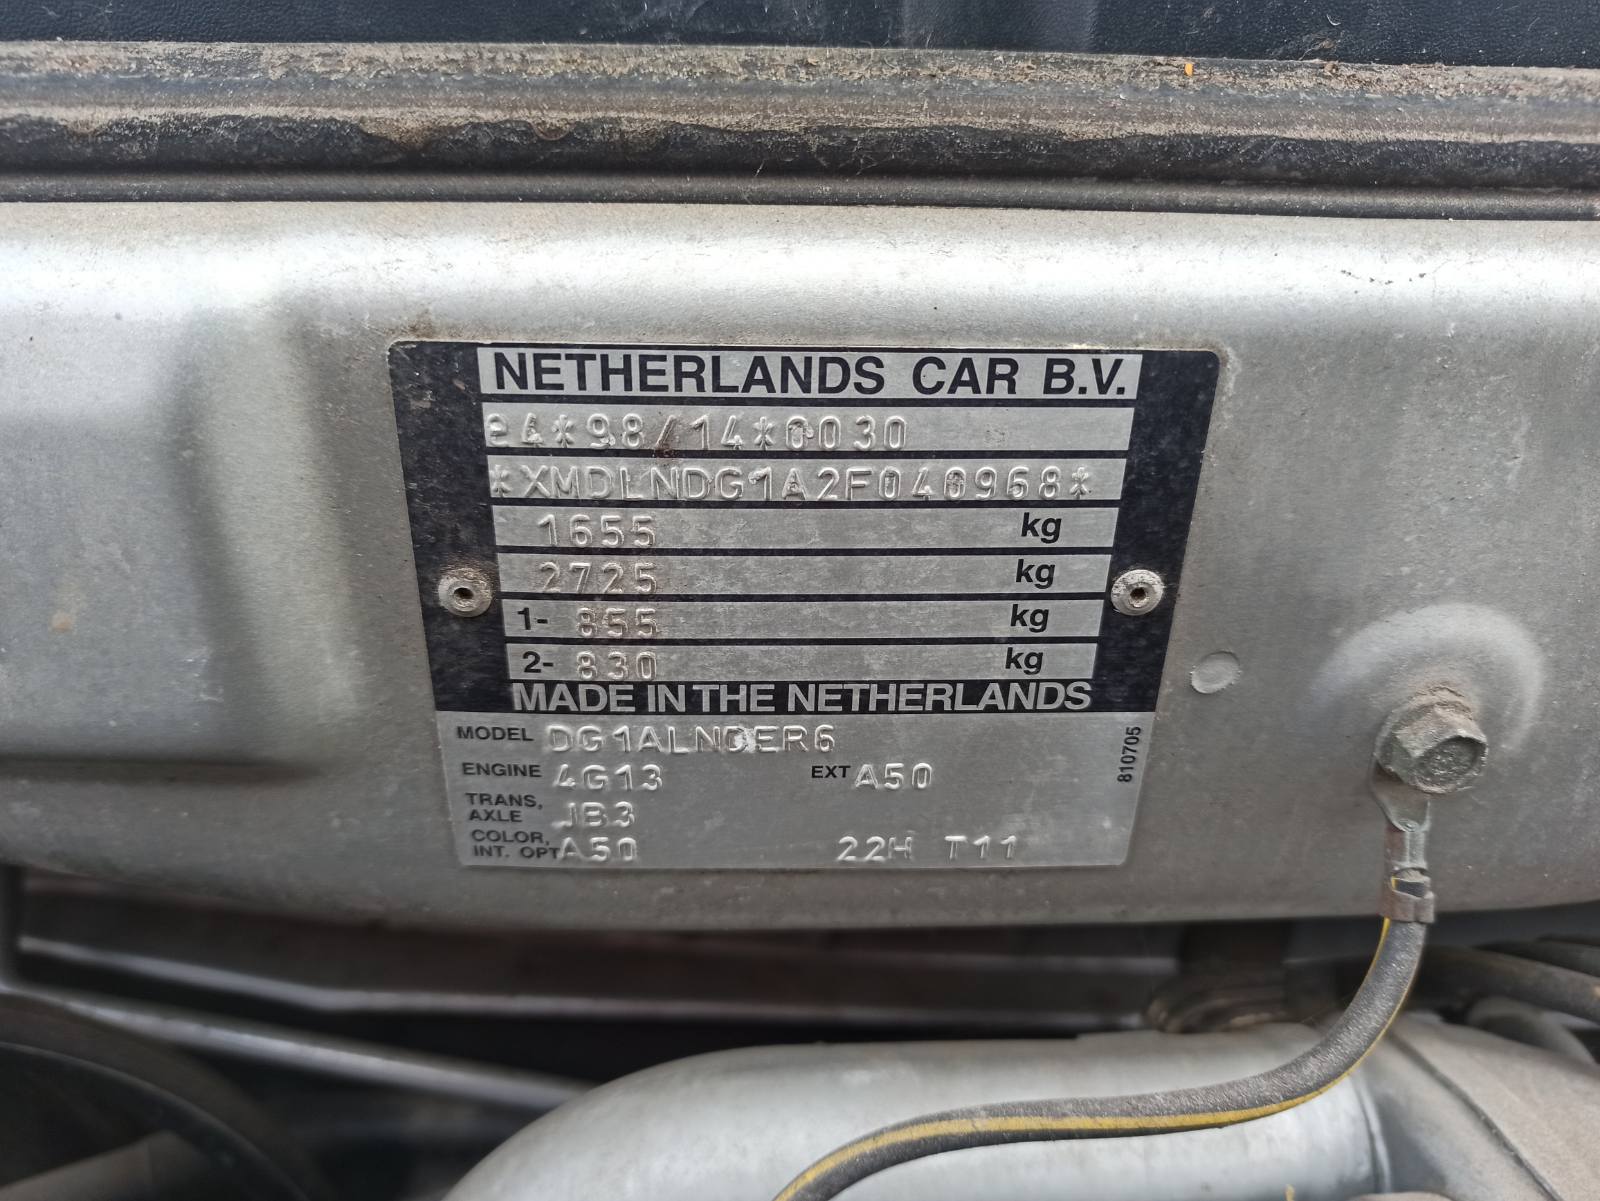 NETHERLANDS CAR B.V.
e4*98/14*0030
*XMDLNDG1A2F040968*
1655 kg
2725 kg
1- 855 kg
2- 830 kg
MADE IN THE NETHERLANDS
MODEL DG1ALNDER6
ENGINE 4G13 EXT A50
TRANS,
AXLE JB3
COLOR,
INT. OPT A50 22H T11
810705